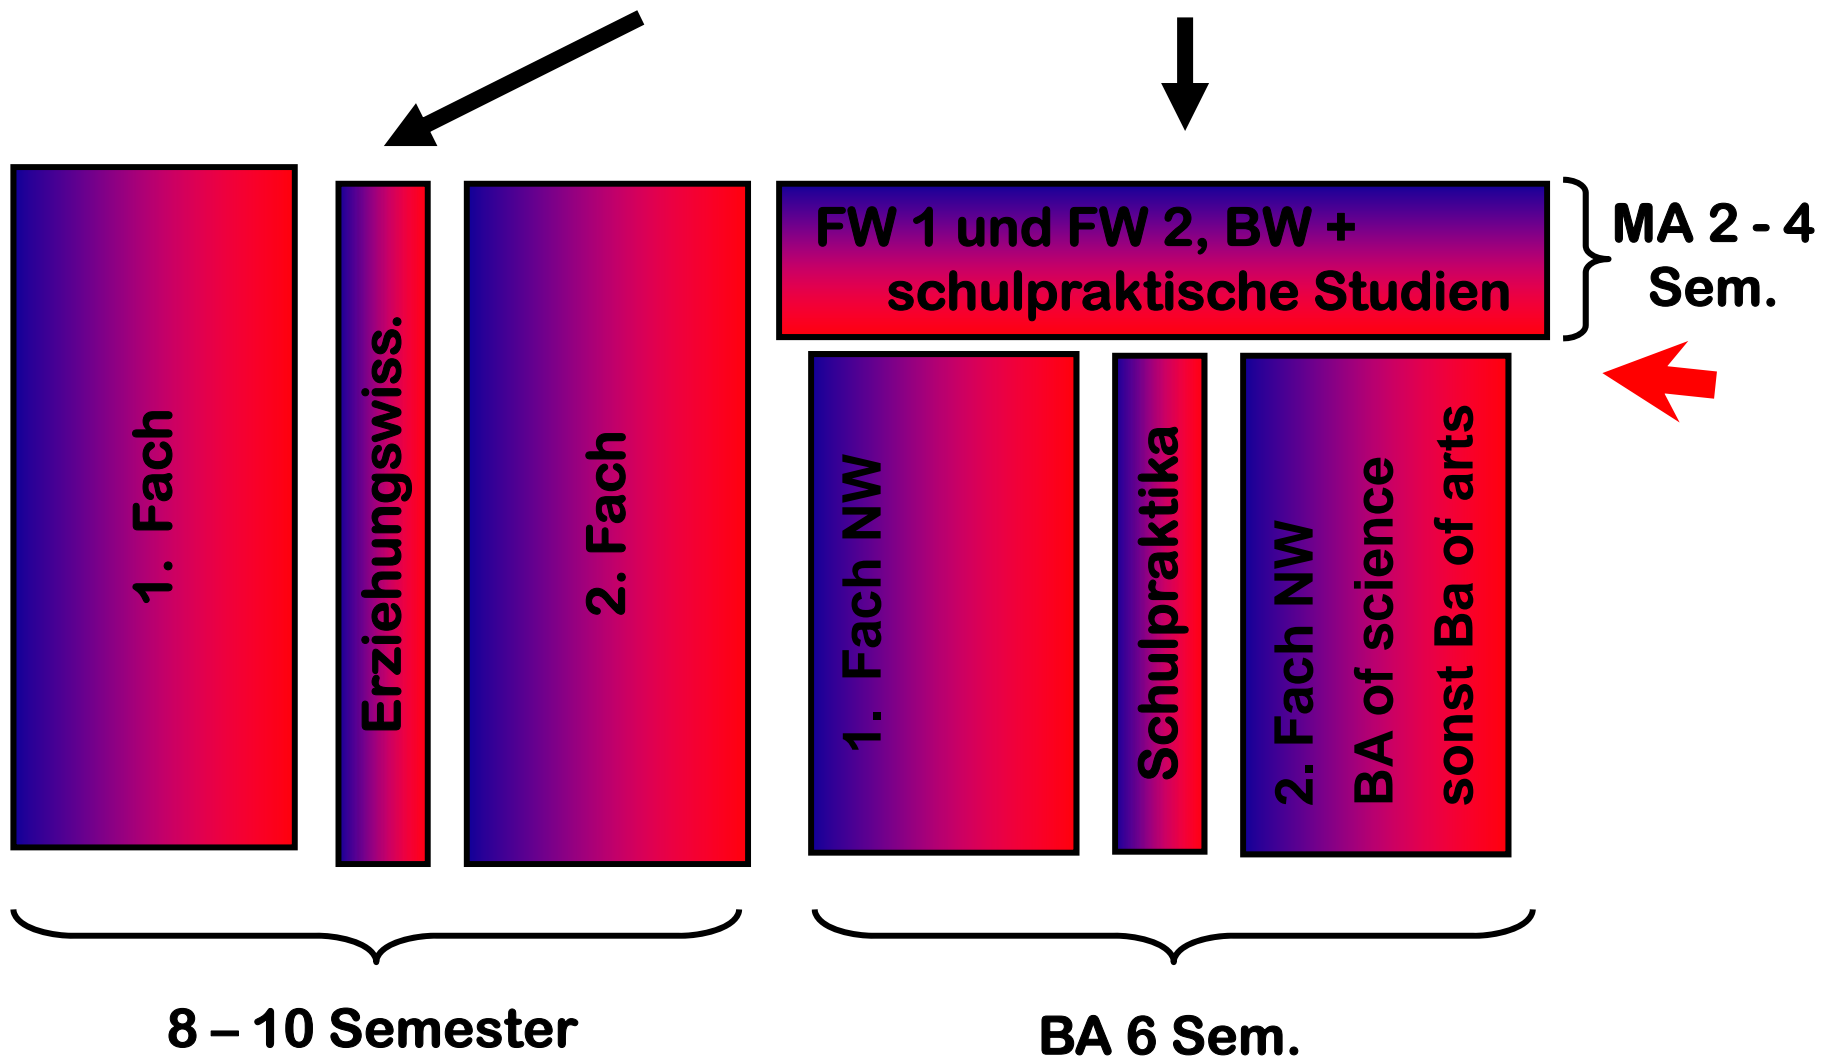 1. Fach
Erziehungswiss.
2. Fach
8 – 10 Semester
FW 1 und FW 2, BW +
schulpraktische Studien
MA 2 - 4
Sem.
1. Fach NW
Schulpraktika
2. Fach NW
BA of science
sonst Ba of arts
BA 6 Sem.